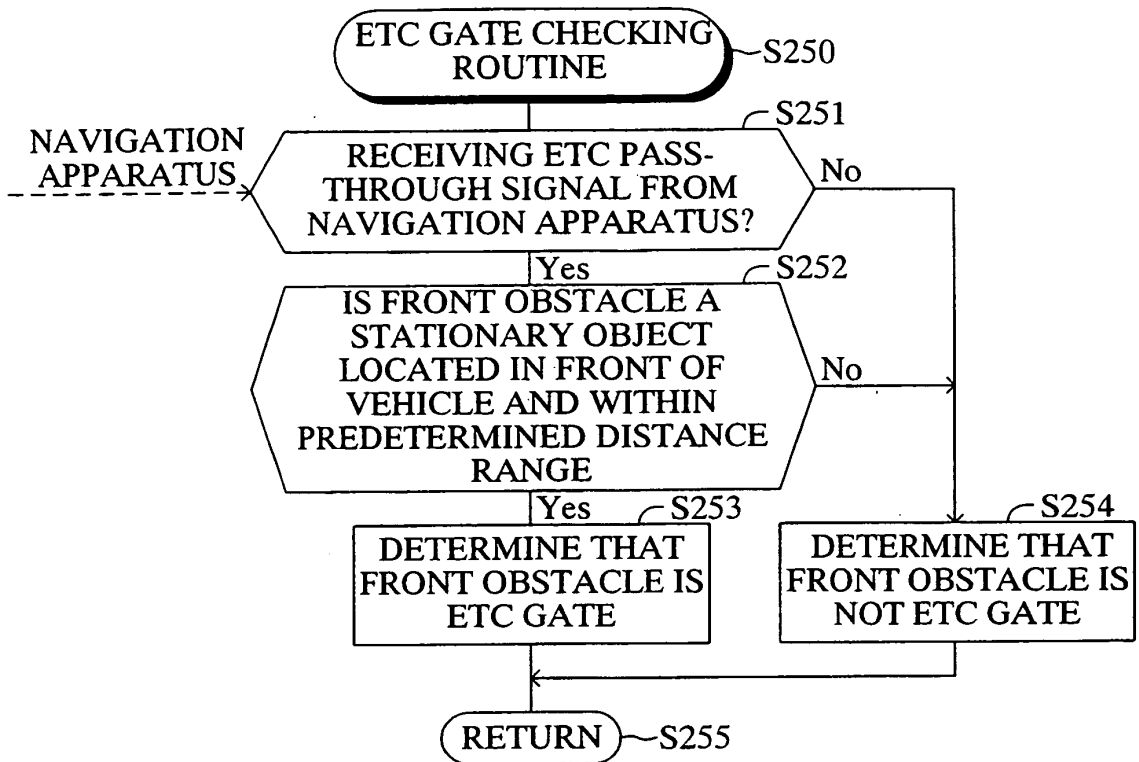 ETC GATE CHECKING
ROUTINE
S250
S251
NAVIGATION
APPARATUS
RECEIVING ETC PASS-
THROUGH SIGNAL FROM
NAVIGATION APPARATUS?
No
Yes
S252
IS FRONT OBSTACLE A
STATIONARY OBJECT
LOCATED IN FRONT OF
VEHICLE AND WITHIN
PREDETERMINED DISTANCE
RANGE
No
Yes
S253
DETERMINE THAT
FRONT OBSTACLE IS
ETC GATE
S254
DETERMINE THAT
FRONT OBSTACLE IS
NOT ETC GATE
RETURN
S255